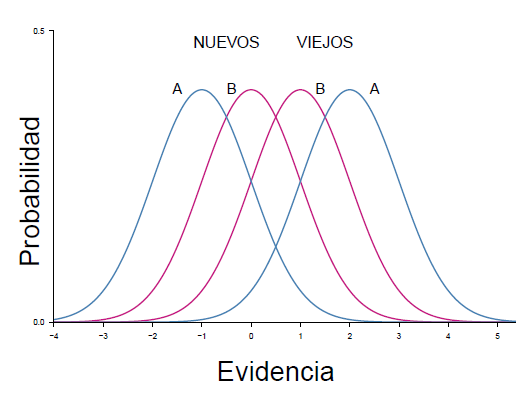 0.5
NUEVOS VIEJOS
A B B A
Probabilidad
0.0
−4 −3 −2 −1 0 1 2 3 4 5
Evidencia